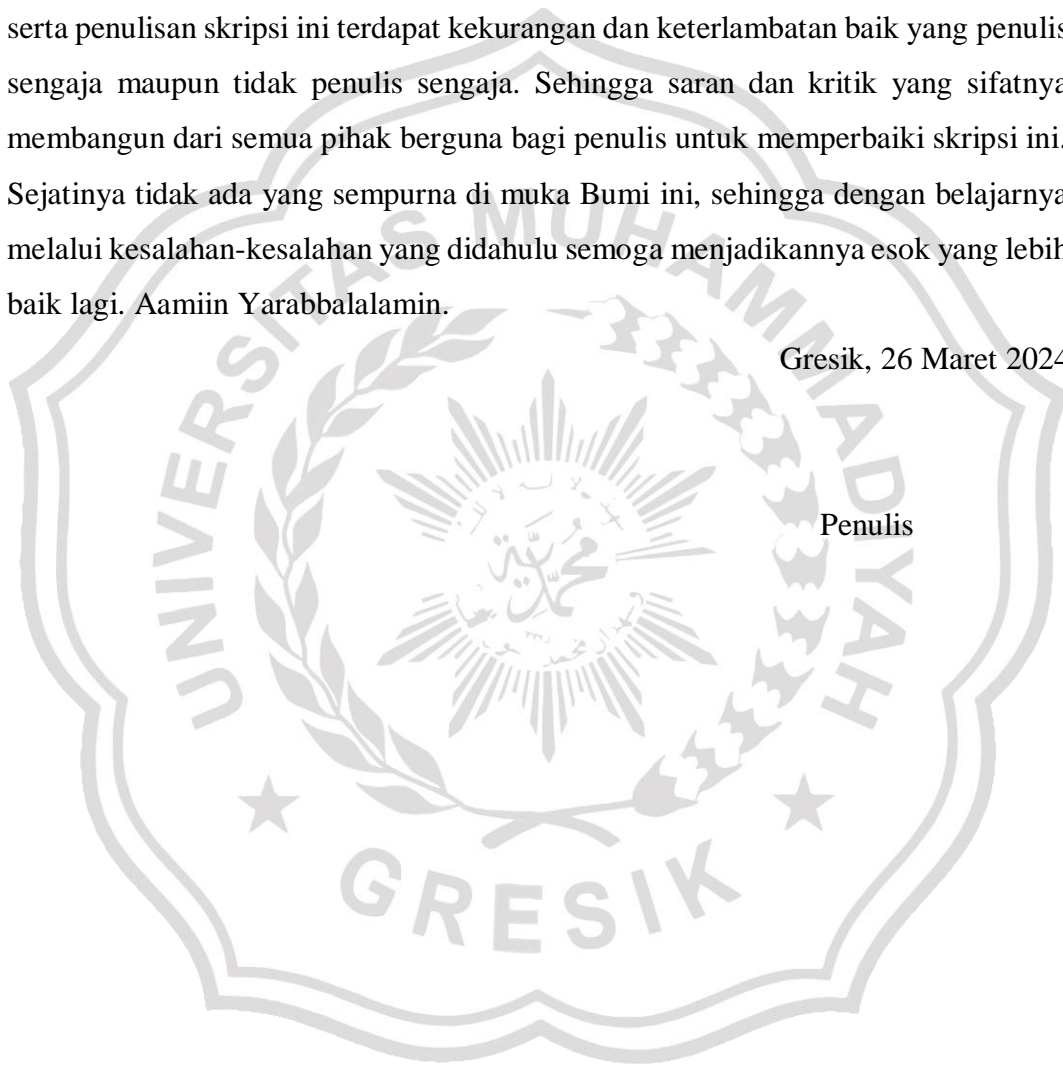 serta penulisan skripsi ini terdapat kekurangan dan keterlambatan baik yang penulis
sengaja maupun tidak penulis sengaja. Sehingga saran dan kritik yang sifatnya
membangun dari semua pihak berguna bagi penulis untuk memperbaiki skripsi ini.
Sejatinya tidak ada yang sempurna di muka Bumi ini, sehingga dengan belajarnya
melalui kesalahan-kesalahan yang didahulu semoga menjadikannya esok yang lebih
baik lagi. Aamiin Yarabbalalamin.
Gresik, 26 Maret 2024
Penulis
UNIVERSITAS MUHAMMADIYAH
GRESIK